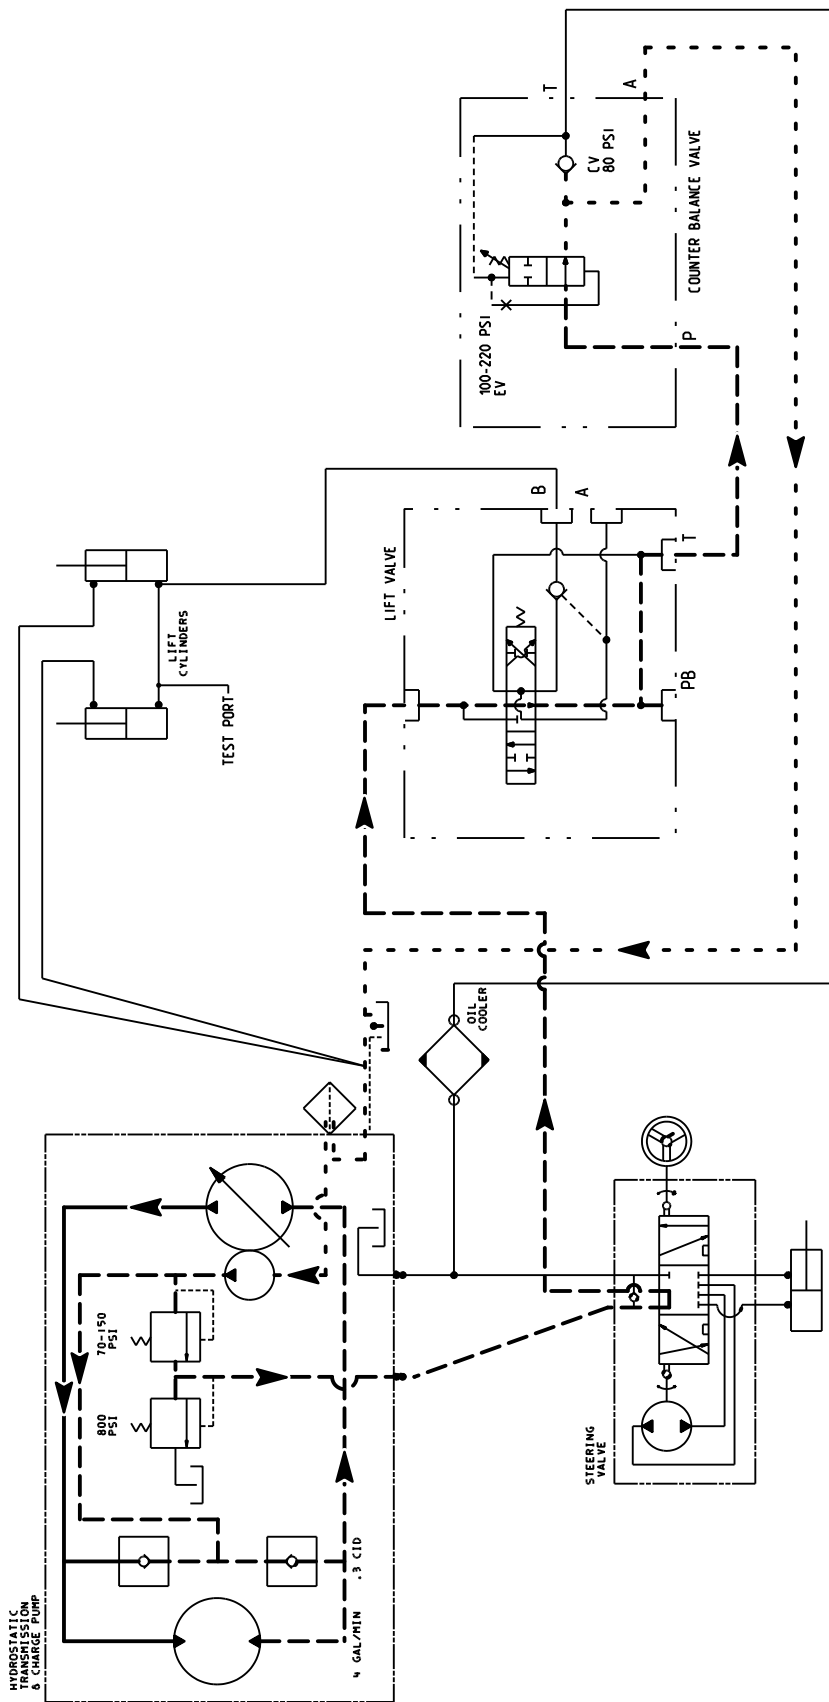 T
A
CV
80 PSI
COUNTER BALANCE VALVE
100-220 PSI
EV
P
B
A
LIFT VALVE
T
PB
LIFT
CYLINDERS
TEST PORT
OIL
COOLER
70-150
PSI
800
PSI
STEERING
VALVE
.3 CID
4 GAL/MIN
HYDROSTATIC
TRANSMISSION
& CHARGE PUMP